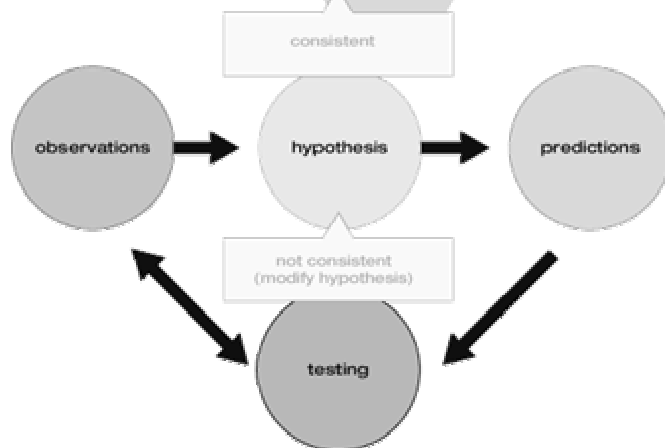 consistent
observations
hypothesis
predictions
not consistent
(modify hypothesis)
testing